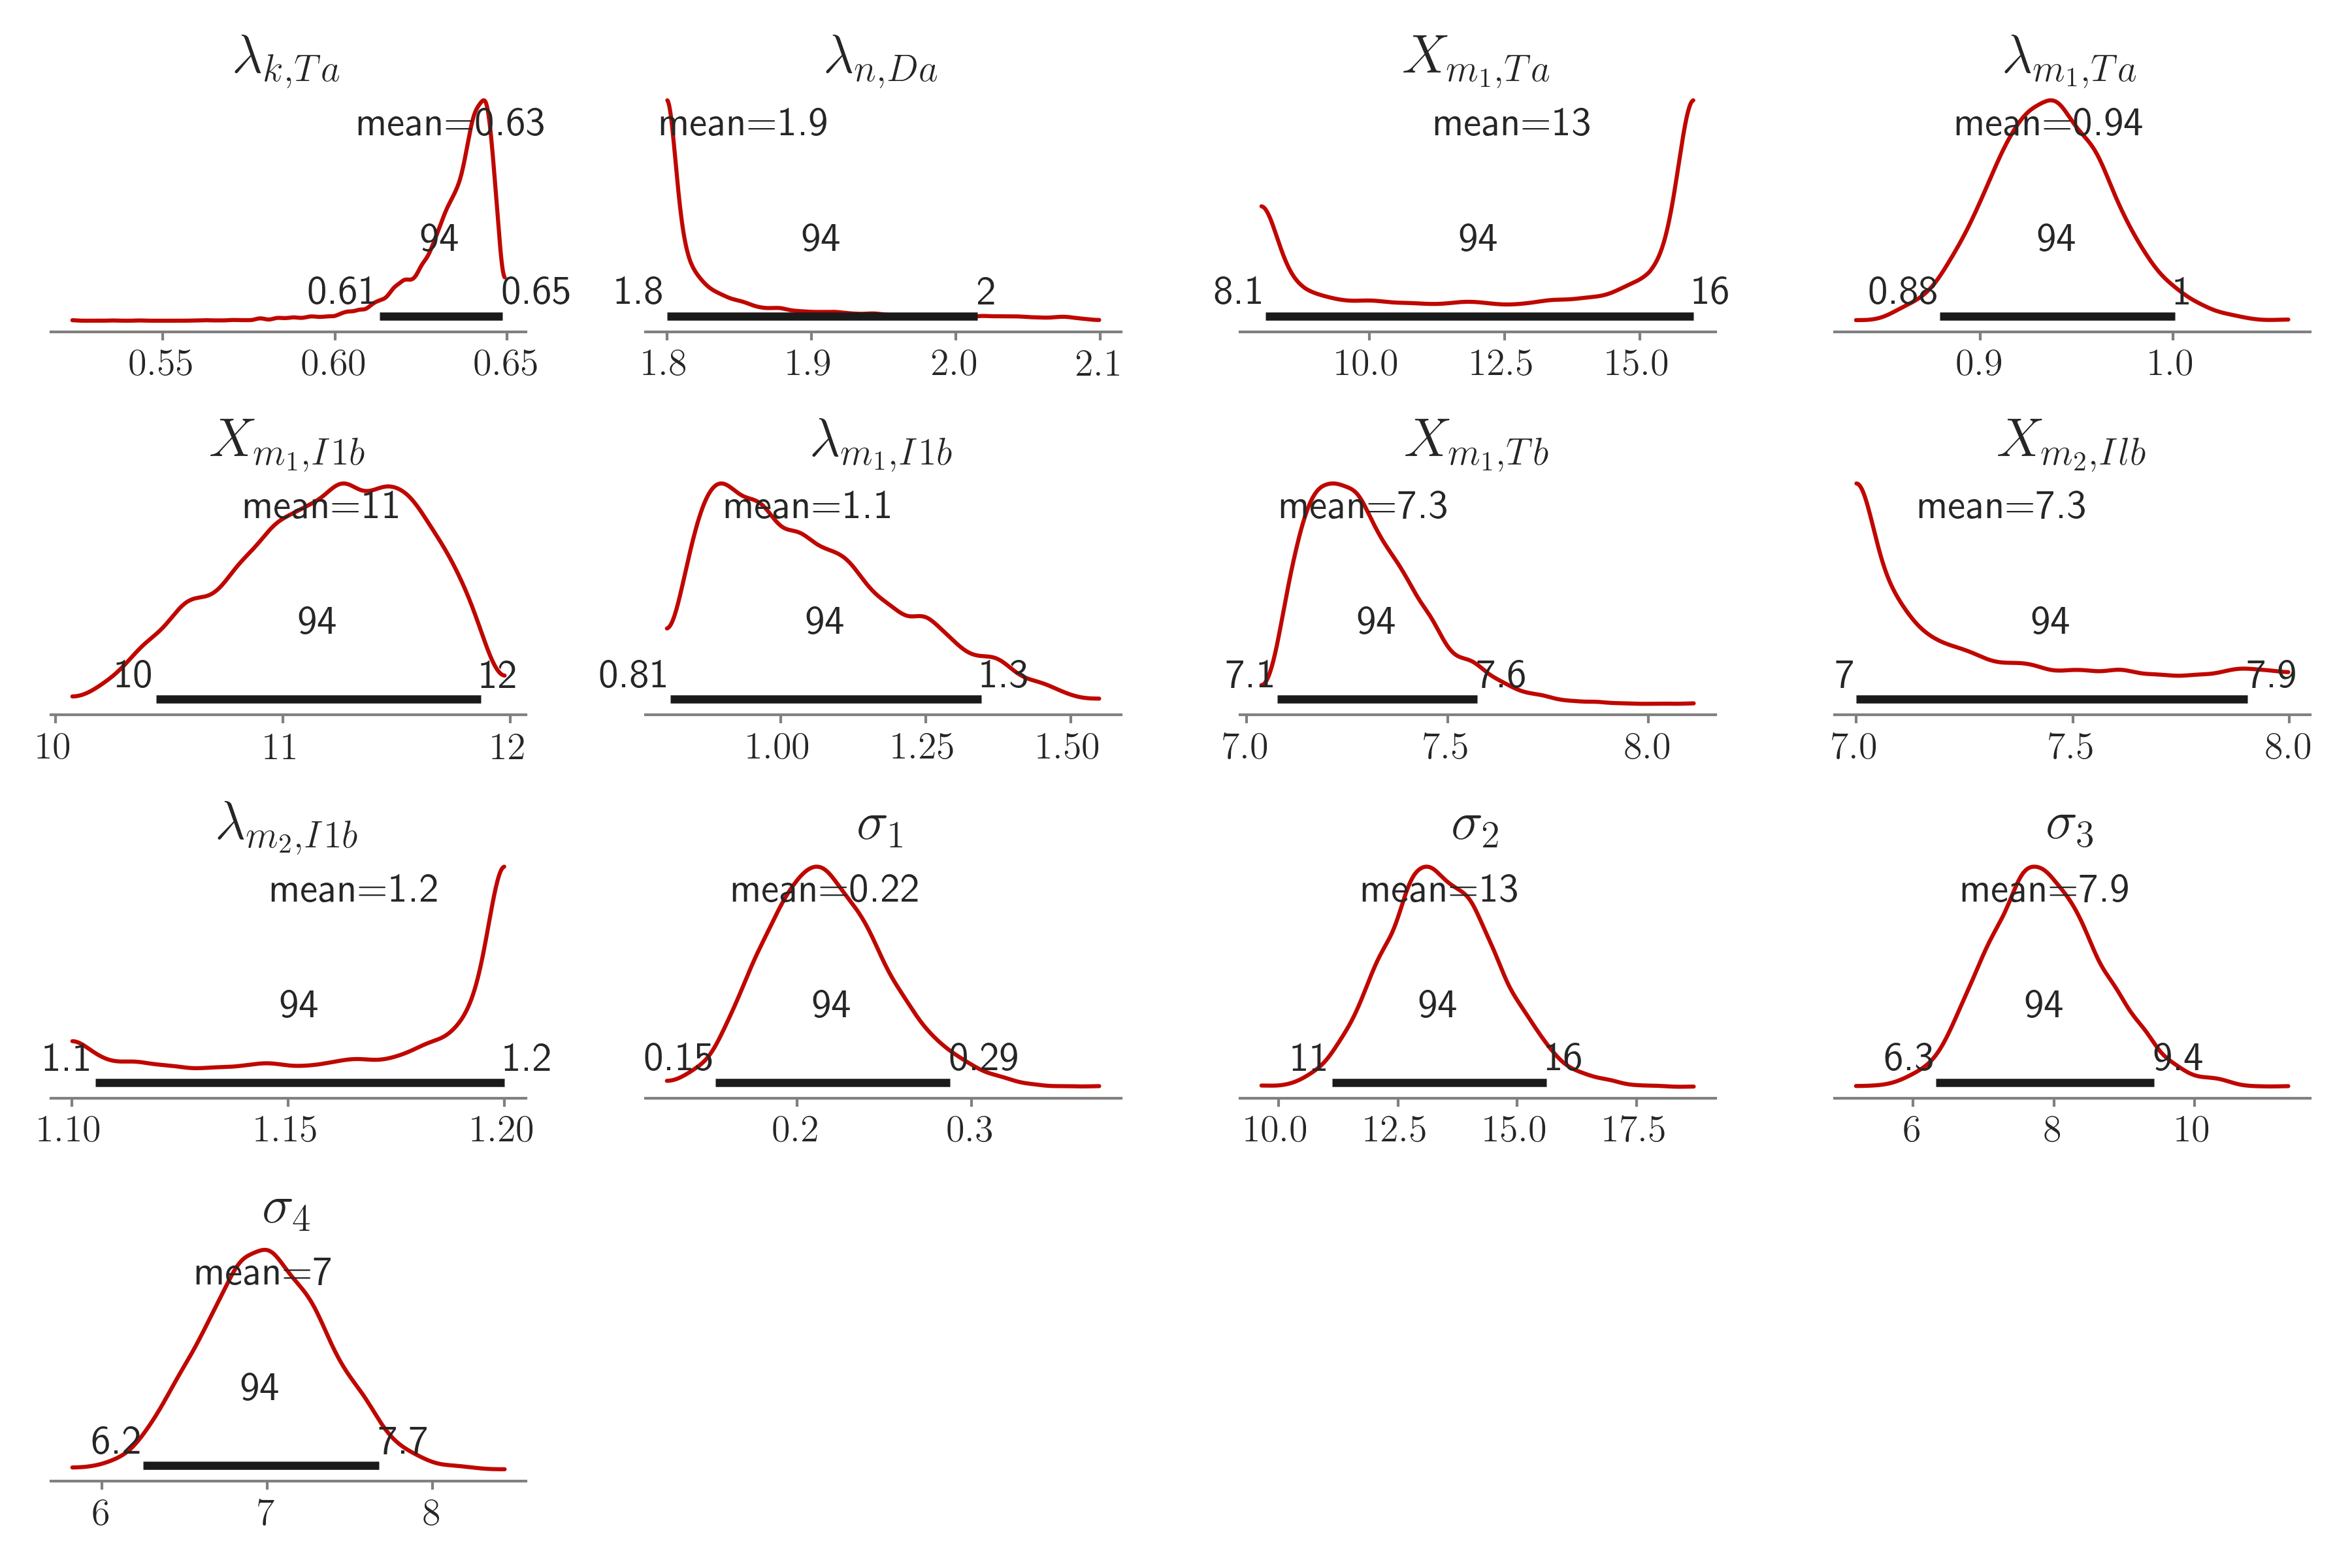 λk,Ta
mean=0.63
94
0.61 0.65
0.55 0.60 0.65
λn,Da
mean=1.9
94
1.8 2
1.8 1.9 2.0 2.1
Xm1,Ta
mean=13
94
8.1 16
10.0 12.5 15.0
λm1,Ta
mean=0.94
94
0.88 1
0.9 1.0
Xm1,I1b
mean=11
94
10 12
10 11 12
λm1,I1b
mean=1.1
94
0.81 1.3
1.00 1.25 1.50
Xm1,Tb
mean=7.3
94
7.1 7.6
7.0 7.5 8.0
Xm2,Ilb
mean=7.3
94
7 7.9
7.0 7.5 8.0
λm2,I1b
mean=1.2
94
1.1 1.2
1.10 1.15 1.20
σ1
mean=0.22
94
0.15 0.29
0.2 0.3
σ2
mean=13
94
11 16
10.0 12.5 15.0 17.5
σ3
mean=7.9
94
6.3 9.4
6 8 10
σ4
mean=7
94
6.2 7.7
6 7 8